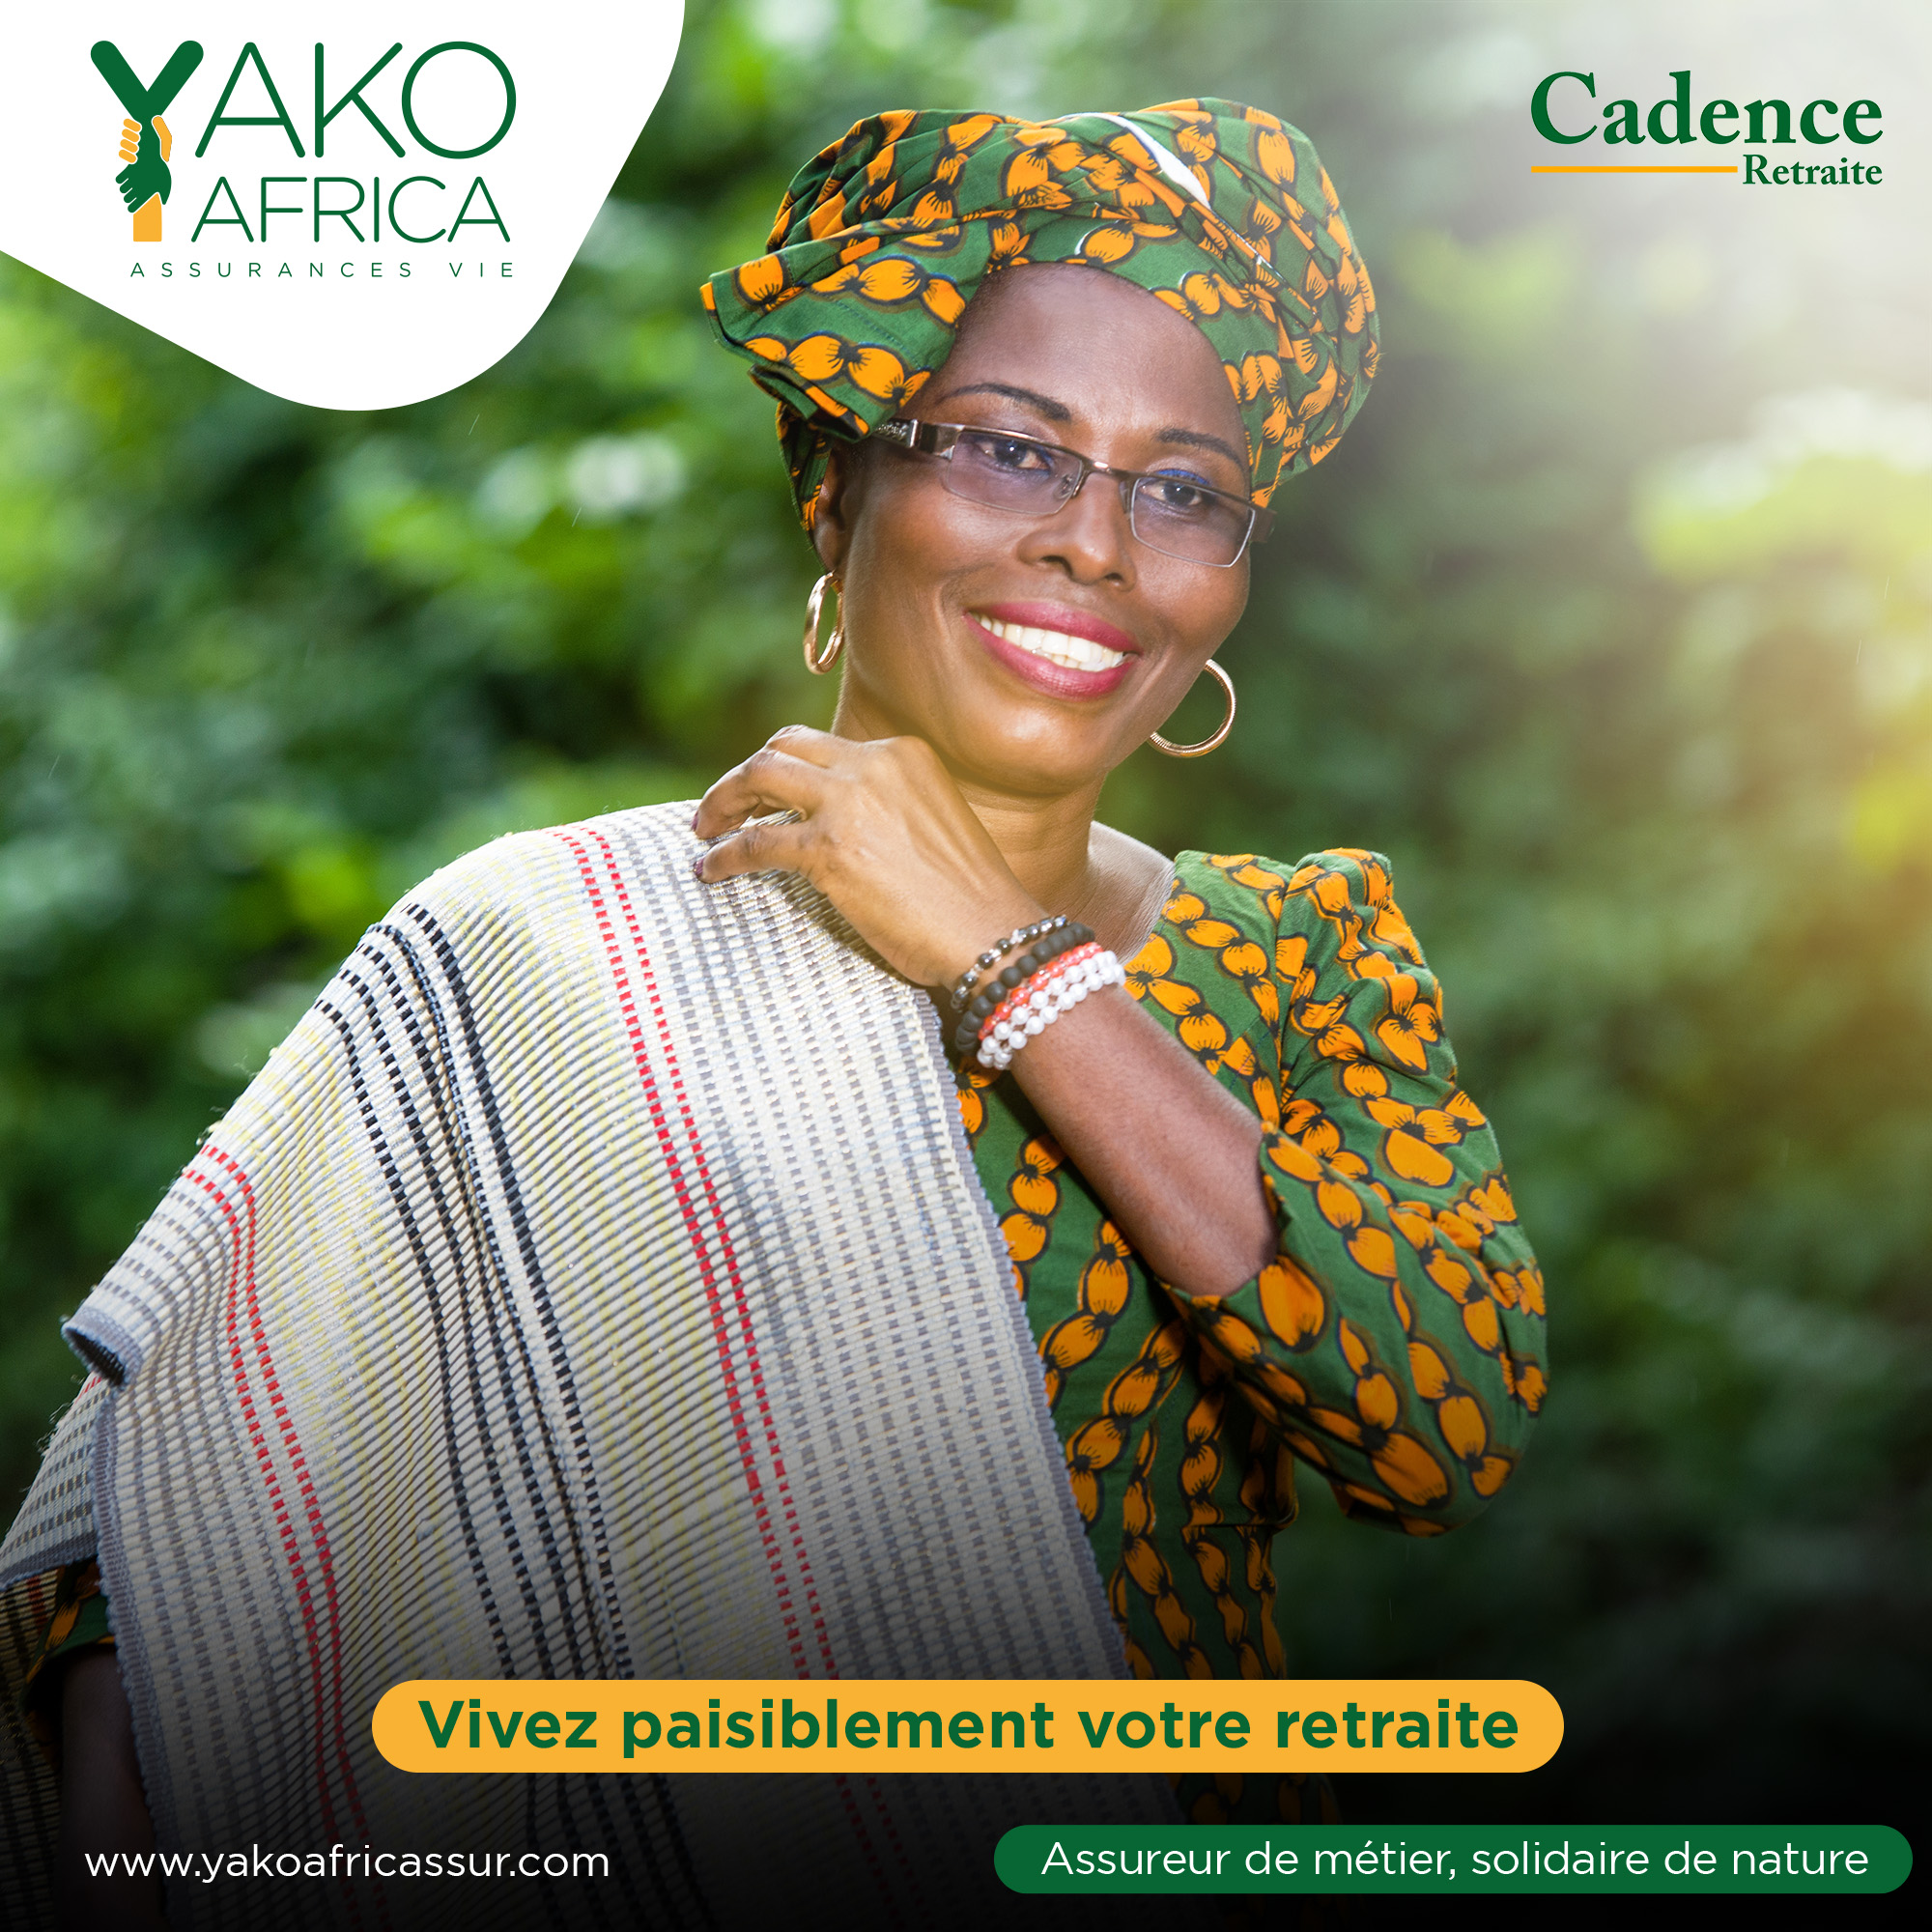 YAKO
AFRICA
ASSURANCES VIE
Cadence
Retraite
Vivez paisiblement votre retraite
www.yakoafricassur.com
Assureur de métier, solidaire de nature